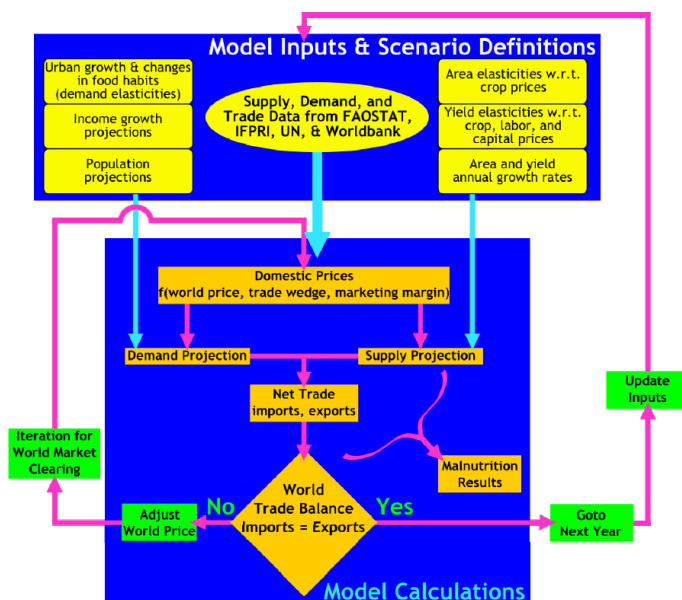 Model Inputs & Scenario Definitions
Urban growth & changes
in food habits
(demand elasticities)
Income growth
projections
Population
projections
Supply, Demand, and
Trade Data from FAOSTAT,
IFPRI, UN, & Worldbank
Area elasticities w.r.t.
crop prices
Yield elasticities w.r.t.
crop, labor, and
capital prices
Area and yield
annual growth rates
Domestic Prices
f(world price, trade wedge, marketing margin)
Demand Projection
Supply Projection
Net Trade
imports, exports
Update
Inputs
Iteration for
World Market
Clearing
Malnutrition
Results
World
Trade Balance
Imports = Exports
No
Yes
Adjust
World Price
Goto
Next Year
Model Calculations